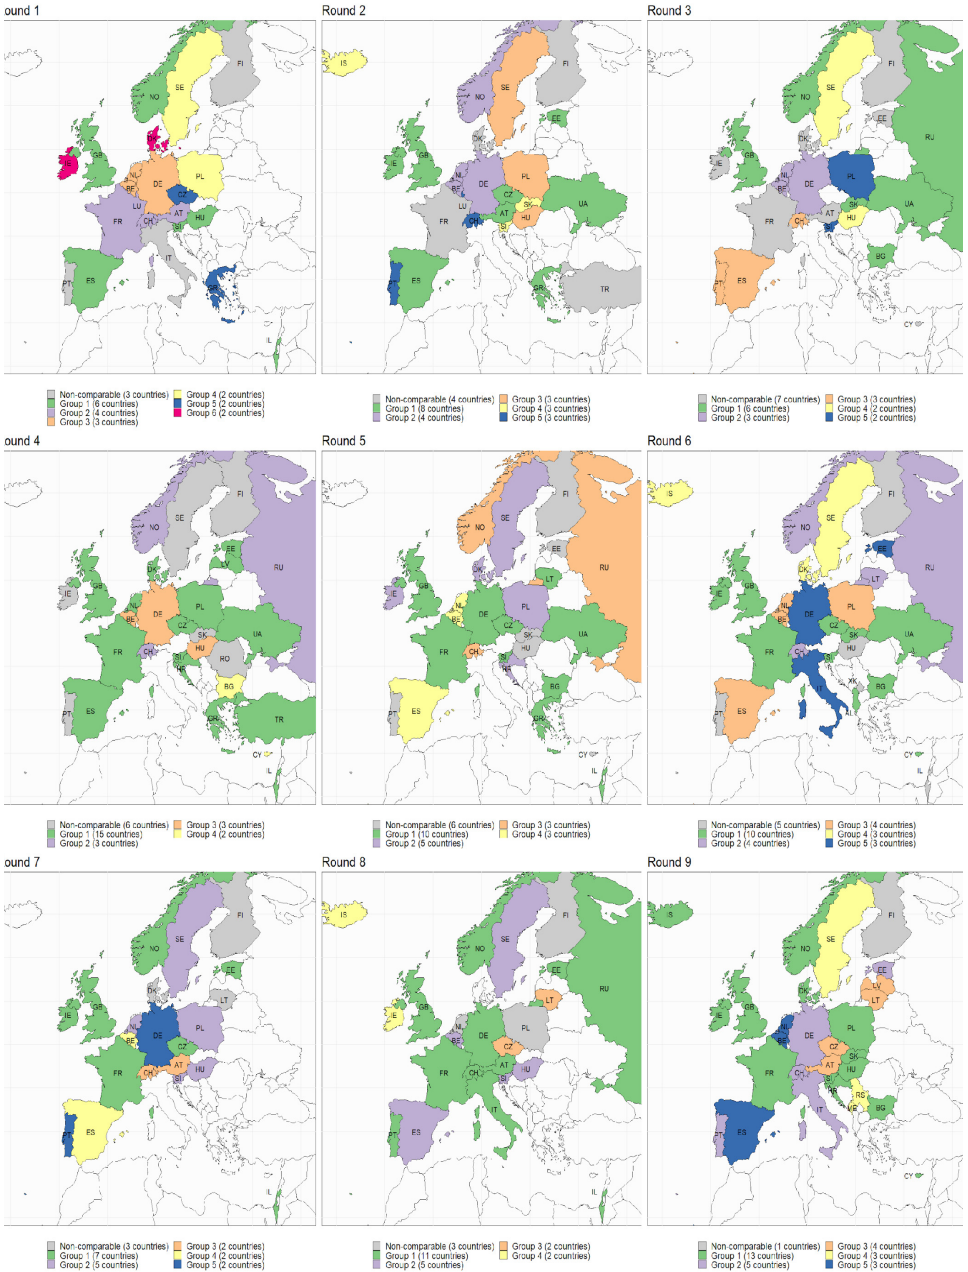 ound 1
Round 2
Round 3
FI
NO
SE
GB
NL
BE
DE
PL
CZ
LU
FR
CH
AT
HU
SI
IT
PT
ES
GR
IL
IS
FI
NO
SE
EE
DK
IE
GB
NL
BE
DE
PL
CZ
LU
SK
UA
FR
CH
AT
HU
SI
PT
ES
GR
TR
FI
NO
SE
EE
RU
DK
IE
GB
NL
BE
DE
PL
SK
UA
FR
CH
AT
HU
SI
BG
PT
ES
CY
Non-comparable (3 countries)
Group 1 (6 countries)
Group 2 (4 countries)
Group 3 (3 countries)
Group 4 (2 countries)
Group 5 (2 countries)
Group 6 (2 countries)
Non-comparable (4 countries)
Group 1 (8 countries)
Group 2 (4 countries)
Group 3 (3 countries)
Group 4 (3 countries)
Group 5 (3 countries)
Non-comparable (7 countries)
Group 1 (6 countries)
Group 2 (3 countries)
Group 3 (3 countries)
Group 4 (2 countries)
Group 5 (2 countries)
ound 4
Round 5
Round 6
FI
NO
SE
EE
LV
RU
DK
IE
GB
NL
BE
DE
PL
CZ
SK
UA
FR
CH
HU
RO
SI
HR
BG
PT
ES
GR
TR
CY
IL
FI
NO
SE
EE
RU
DK
LT
IE
GB
NL
BE
DE
PL
CZ
SK
UA
FR
CH
HU
SI
HR
BG
PT
ES
GR
CY
IL
IS
FI
NO
SE
EE
RU
DK
LT
IE
GB
NL
BE
DE
PL
CZ
SK
UA
FR
CH
HU
SI
IT
XK
BG
AL
PT
ES
CY
IL
Non-comparable (6 countries)
Group 1 (15 countries)
Group 2 (3 countries)
Group 3 (3 countries)
Group 4 (2 countries)
Non-comparable (6 countries)
Group 1 (10 countries)
Group 2 (5 countries)
Group 3 (3 countries)
Group 4 (3 countries)
Non-comparable (5 countries)
Group 1 (10 countries)
Group 2 (4 countries)
Group 3 (4 countries)
Group 4 (3 countries)
Group 5 (3 countries)
ound 7
Round 8
Round 9
FI
NO
SE
EE
DK
LT
IE
GB
NL
BE
DE
PL
CZ
FR
CH
AT
HU
SI
PT
ES
IL
IS
FI
NO
SE
EE
RU
LT
IE
GB
NL
BE
DE
PL
CZ
FR
CH
AT
HU
SI
IT
PT
ES
IL
IS
FI
NO
SE
EE
LV
DK
LT
IE
GB
NL
BE
DE
PL
CZ
SK
FR
CH
AT
HU
SI
HR
RS
IT
ME
BG
PT
ES
CY
Non-comparable (3 countries)
Group 1 (7 countries)
Group 2 (5 countries)
Group 3 (2 countries)
Group 4 (2 countries)
Group 5 (2 countries)
Non-comparable (3 countries)
Group 1 (11 countries)
Group 2 (5 countries)
Group 3 (2 countries)
Group 4 (2 countries)
Non-comparable (1 countries)
Group 1 (13 countries)
Group 2 (5 countries)
Group 3 (4 countries)
Group 4 (3 countries)
Group 5 (3 countries)